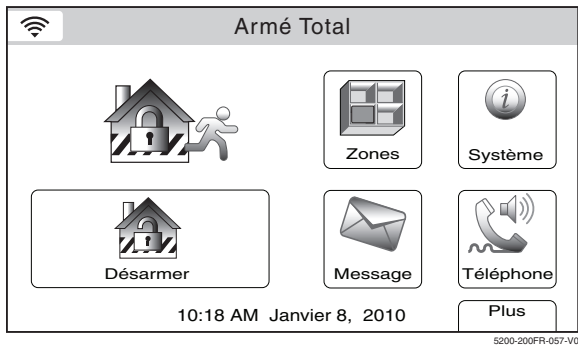 Armé Total
Zones
Système
Désarmer
Message
Téléphone
10:18 AM Janvier 8, 2010
Plus
5200-200FR-057-V0